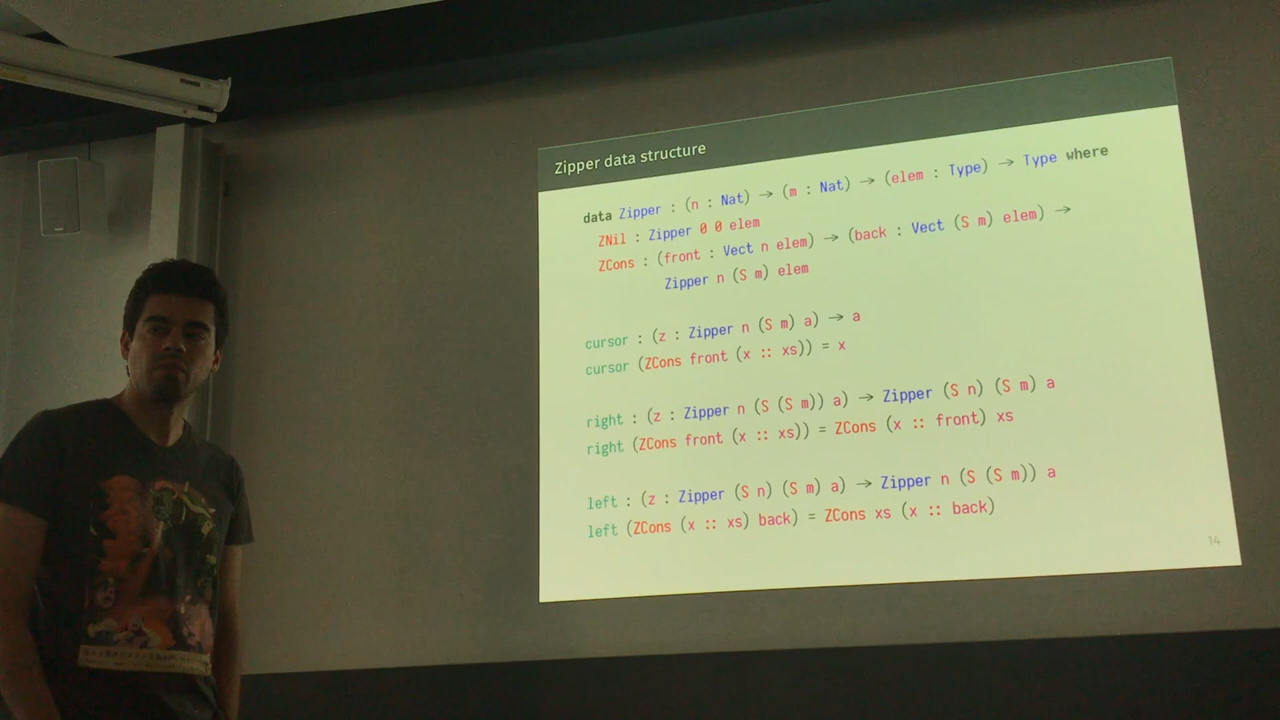 Zipper data structure
data Zipper : (n : Nat) → (m : Nat) → (elem : Type) → Type where
ZNil : Zipper 0 0 elem
ZCons : (front : Vect n elem) → (back : Vect (S m) elem) →
Zipper n (S m) elem
cursor : (z : Zipper n (S m) a) → a
cursor (ZCons front (x :: xs)) = x
right : (z : Zipper n (S (S m)) a) → Zipper (S n) (S m) a
right (ZCons front (x :: xs)) = ZCons (x :: front) xs
left : (z : Zipper (S n) (S m) a) → Zipper n (S (S m)) a
left (ZCons (x :: xs) back) = ZCons xs (x :: back)
14